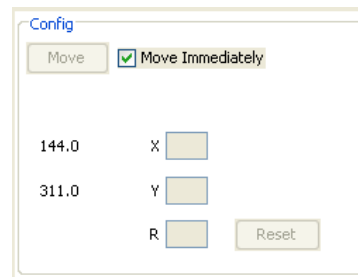 Config
Move Move Immediately
144.0 X
311.0 Y
R Reset